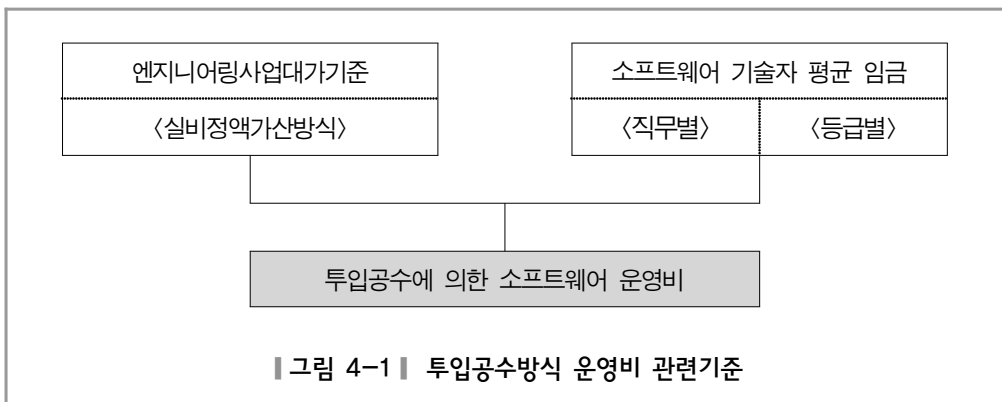 엔지니어링사업대가기준
〈실비정액가산방식〉
소프트웨어 기술자 평균 임금
〈직무별〉 〈등급별〉
투입공수에 의한 소프트웨어 운영비
▌그림 4-1▐ 투입공수방식 운영비 관련기준